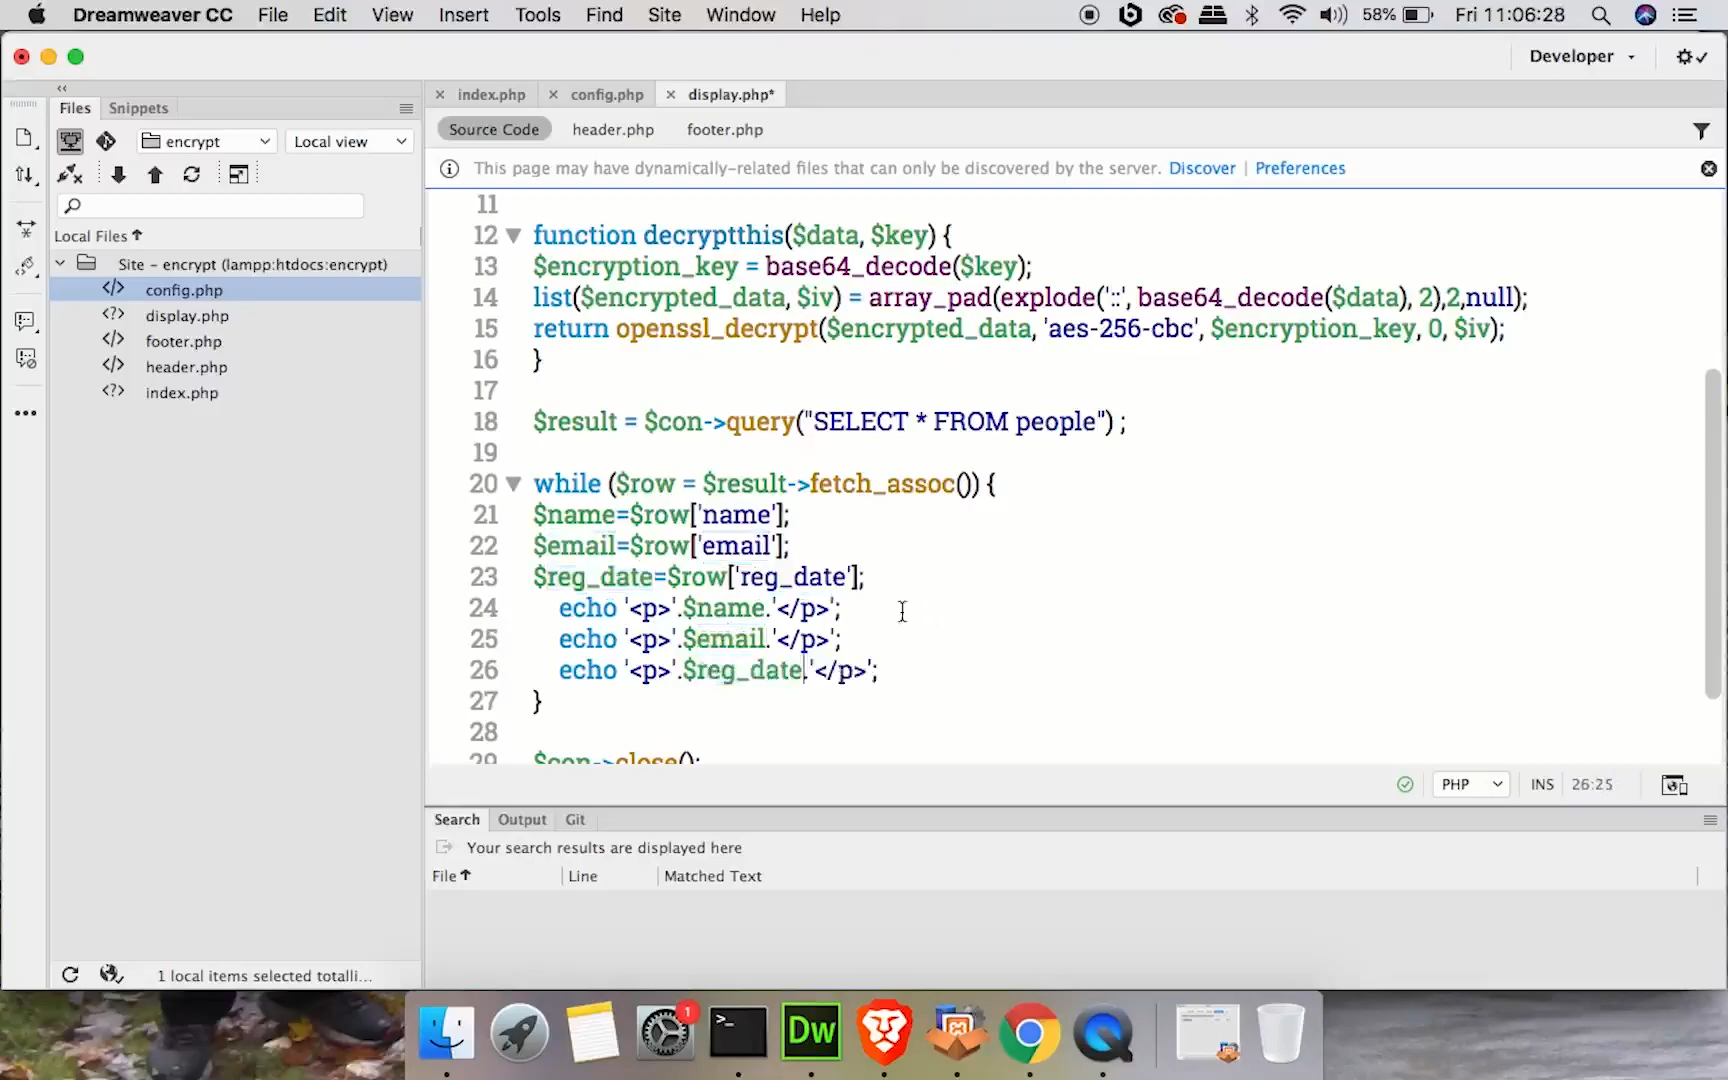 Dreamweaver CC File Edit View Insert Tools Find Site Window Help 58% Fri 11:06:28
Developer
Files Snippets
index.php config.php display.php*
Source Code header.php footer.php
encrypt Local view
This page may have dynamically-related files that can only be discovered by the server. Discover | Preferences
Local Files
Site - encrypt (lampp:htdocs:encrypt)
config.php
display.php
footer.php
header.php
index.php
11
12 function decryptthis($data, $key) {
13 $encryption_key = base64_decode($key);
14 list($encrypted_data, $iv) = array_pad(explode('::', base64_decode($data), 2),2,null);
15 return openssl_decrypt($encrypted_data, 'aes-256-cbc', $encryption_key, 0, $iv);
16 }
17
18 $result = $con->query("SELECT * FROM people") ;
19
20 while ($row = $result->fetch_assoc()) {
21 $name=$row['name'];
22 $email=$row['email'];
23 $reg_date=$row['reg_date'];
24 echo '<p>'.$name.'</p>';
25 echo '<p>'.$email.'</p>';
26 echo '<p>'.$reg_date.'</p>';
27 }
28
29 $con->close();
PHP INS 26:25
Search Output Git
Your search results are displayed here
File Line Matched Text
1 local items selected totalli...
1
>_
Dw